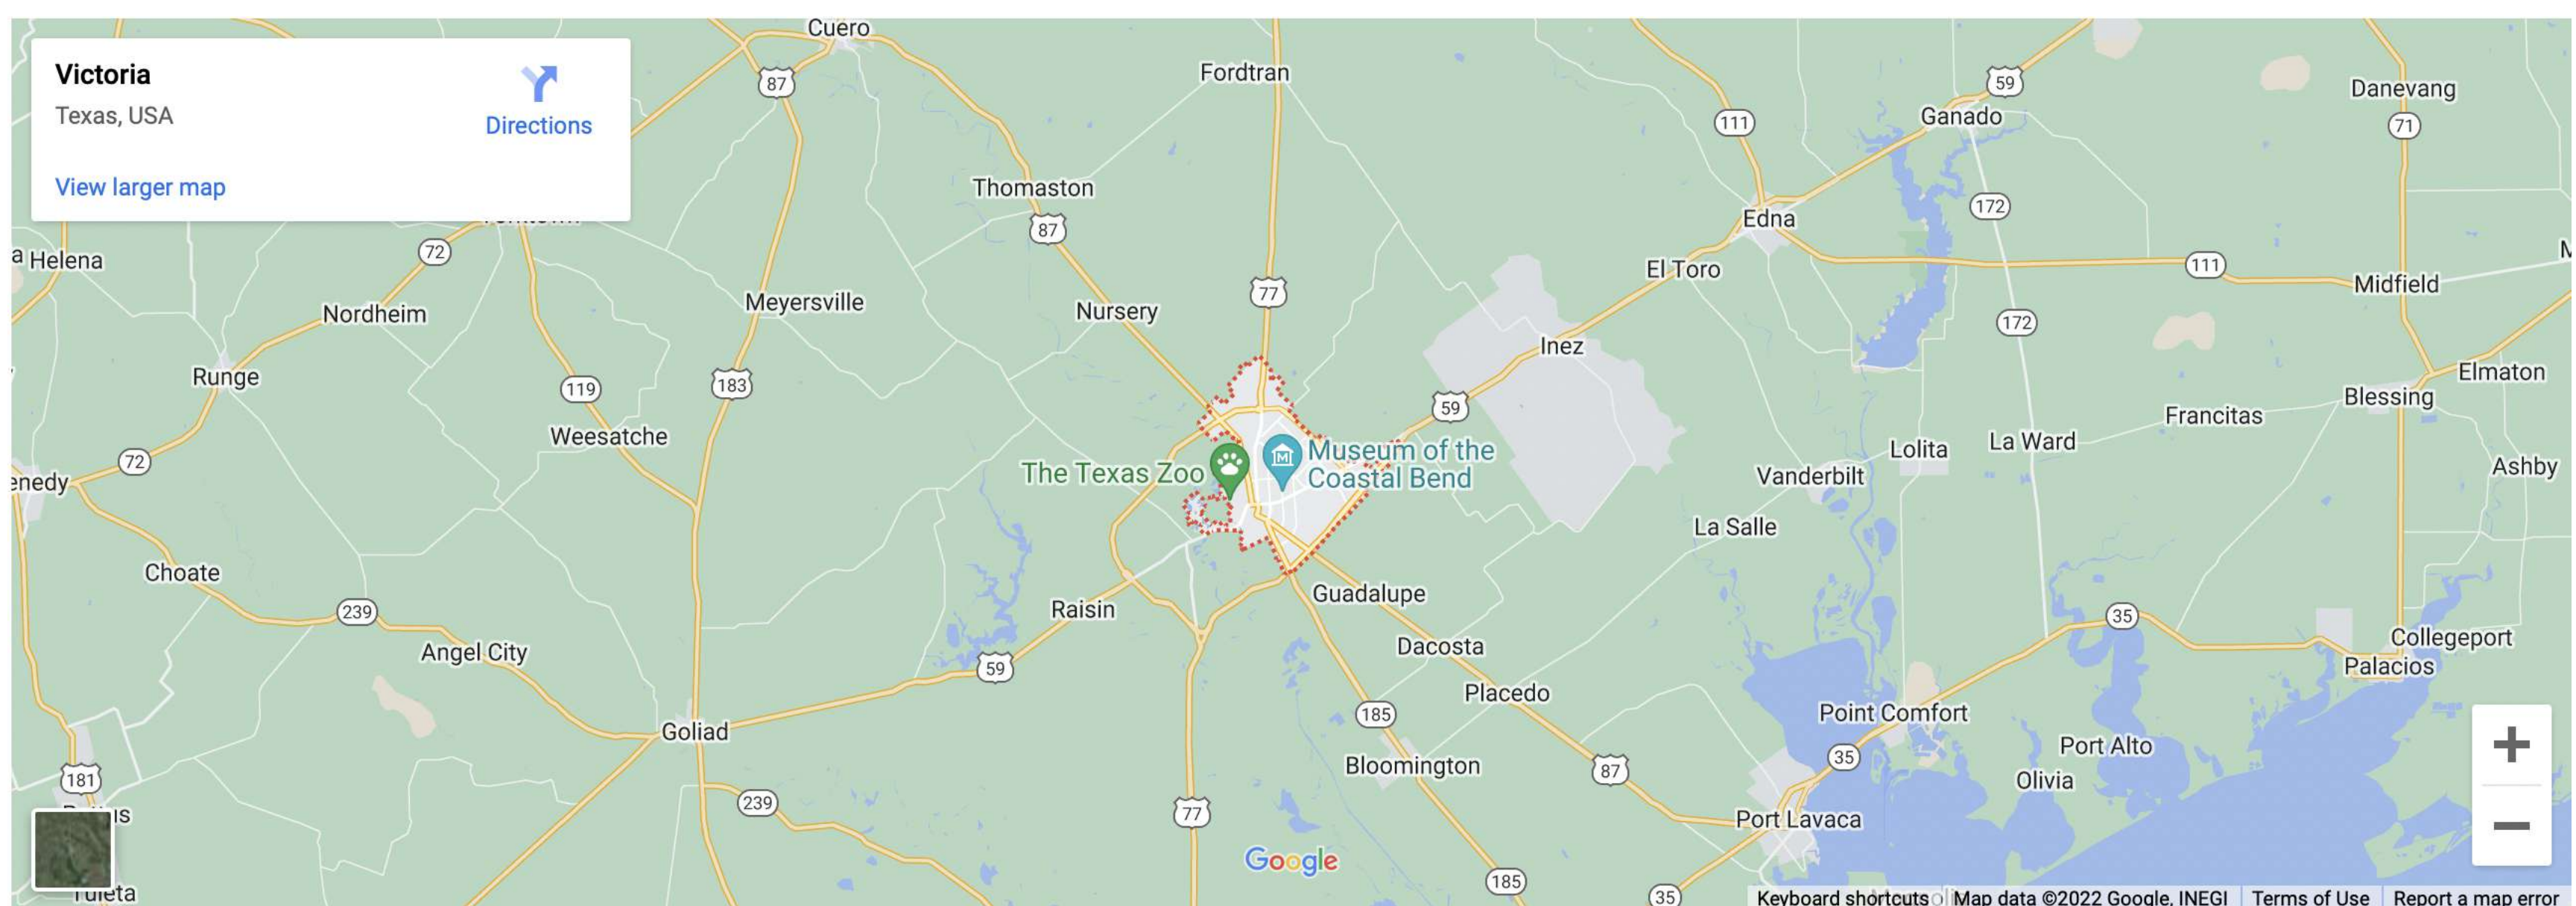 Victoria
Texas, USA
Directions
View larger map
Cuero
87
Fordtran
59
Danevang
111
Ganado
71
Thomaston
87
172
Edna
72
Helena
El Toro
111
Midfield
77
Meyersville
Nordheim
Nursery
172
Inez
Runge
119
183
59
Elmaton
Blessing
Francitas
Weesatche
72
The Texas Zoo
Museum of the
Coastal Bend
Lolita
La Ward
Vanderbilt
Ashby
enedy
La Salle
Choate
239
Raisin
Guadalupe
35
Angel City
Dacosta
Collegeport
59
Palacios
Placedo
185
Goliad
Point Comfort
Bloomington
87
35
Port Alto
181
Olivia
239
77
Port Lavaca
Google
185
35
Keyboard shortcuts
Map data ©2022 Google, INEGI
Terms of Use
Report a map error